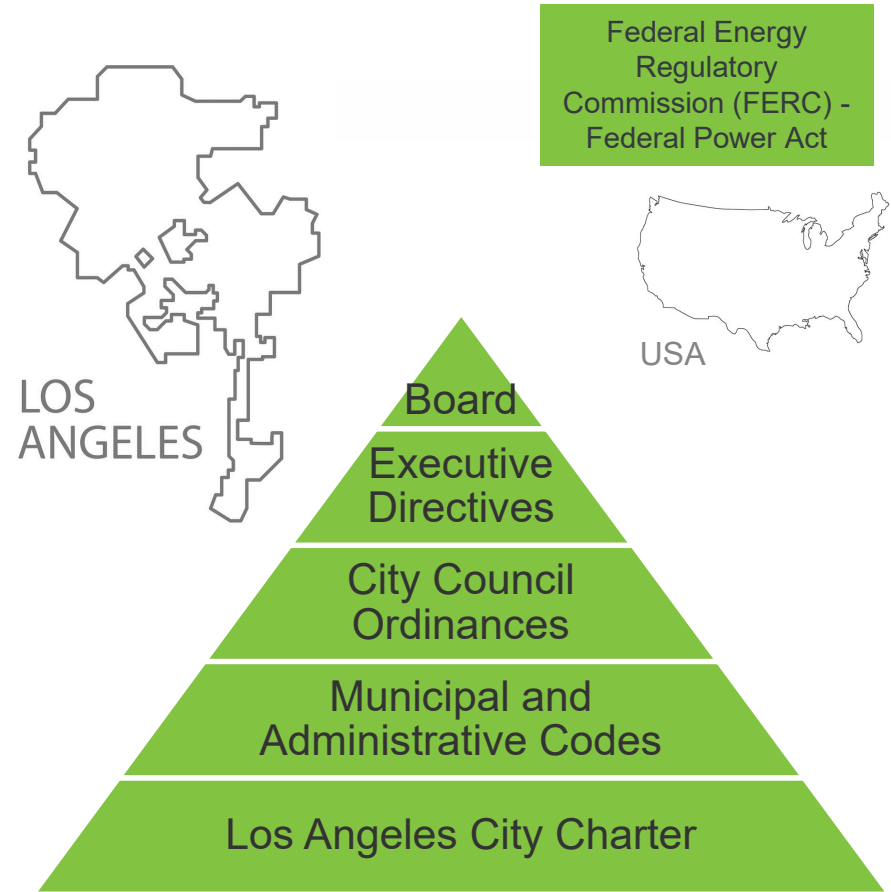 Federal Energy
Regulatory
Commission (FERC) -
Federal Power Act
USA
LOS
ANGELES
Board
Executive
Directives
City Council
Ordinances
Municipal and
Administrative Codes
Los Angeles City Charter